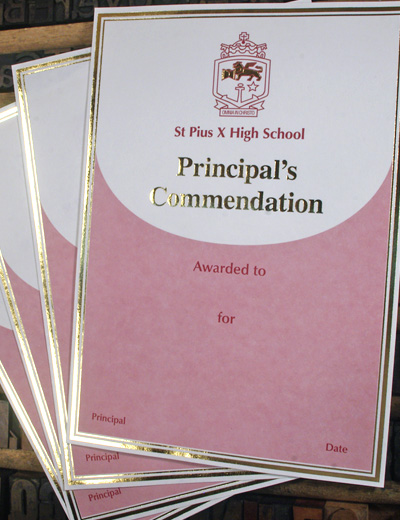 OMNIA IN CHRISTO
St Pius X High School
Principal's
Commendation
Awarded to
for
Principal
Date
Principal
Principal